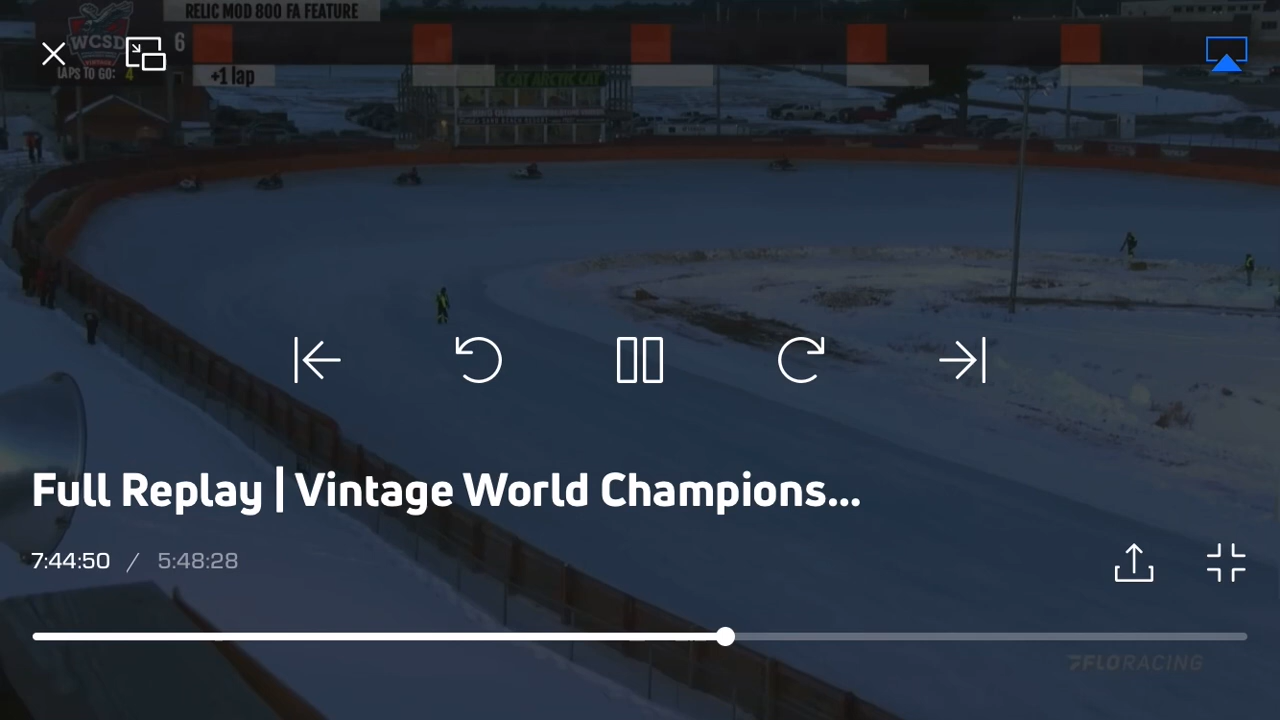 RELIC MOD 800 FA FEATURE
WCSD
VINTAGE
6
LAPS TO GO: 4
+1 lap
C CAT ARCTIC CAT
Full Replay | Vintage World Champions...
7:44:50 / 5:48:28
FLORACING